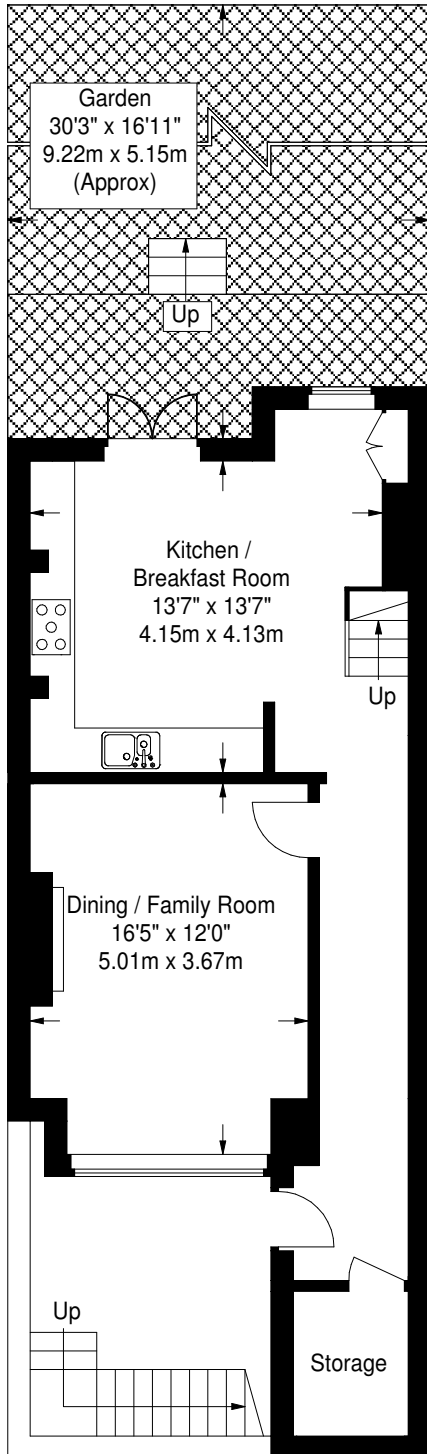 Garden
30'3" x 16'11"
9.22m x 5.15m
(Approx)
Up
Kitchen /
Breakfast Room
13'7" x 13'7"
4.15m x 4.13m
Up
Dining / Family Room
16'5" x 12'0"
5.01m x 3.67m
Up
Storage